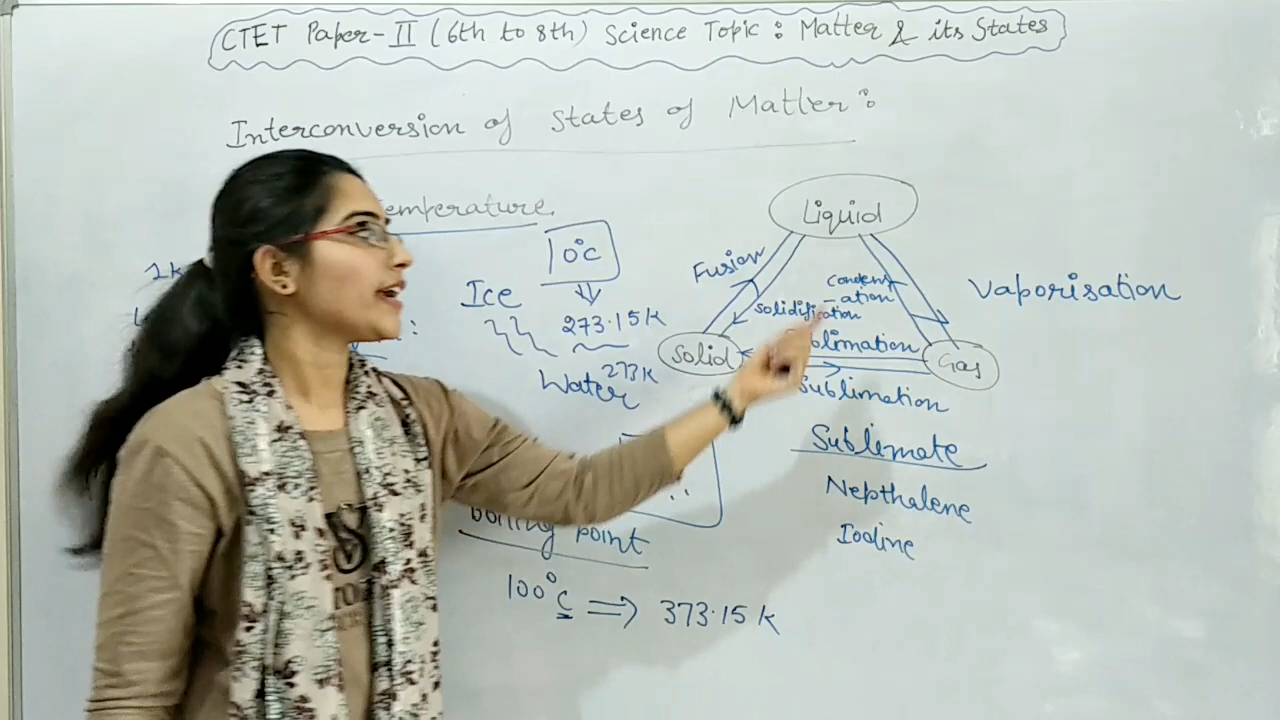 CTET Paper-II (6th to 8th) Science Topic : Matter & its States
Interconversion of States of Matter :
temperature
0°C
Ice
273.15 K
Water
273 K
boiling point
100°C ⇒ 373.15 K
Liquid
Fusion
Solidification
Condens
-ation
Vaporisation
Solid
Sublimation
Gas
Sublimation
Sublimate
Nepthalene
Iodine